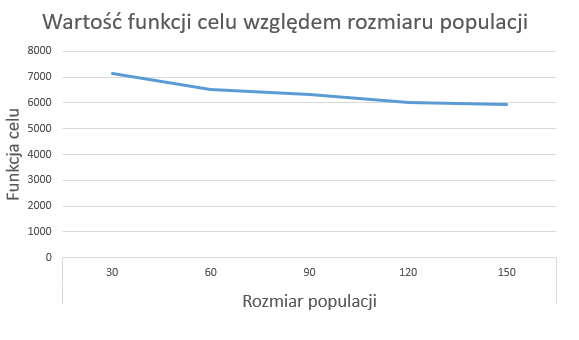 Wartość funkcji celu względem rozmiaru populacji
8000
7000
6000
5000
4000
3000
2000
1000
0
Funkcja celu
30 60 90 120 150
Rozmiar populacji